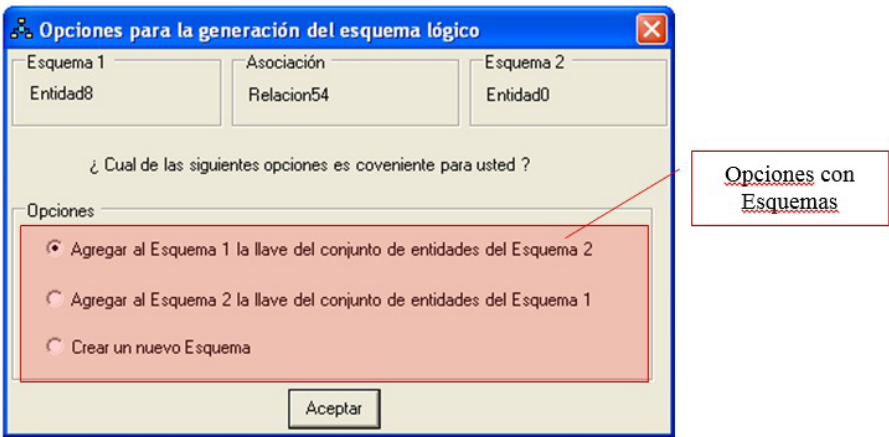 Opciones para la generación del esquema lógico
Esquema 1
Asociación
Esquema 2
Entidad8
Relacion54
Entidad0
¿ Cual de las siguientes opciones es coveniente para usted ?
Opciones
Agregar al Esquema 1 la llave del conjunto de entidades del Esquema 2
Agregar al Esquema 2 la llave del conjunto de entidades del Esquema 1
Crear un nuevo Esquema
Aceptar
Opciones con
Esquemas